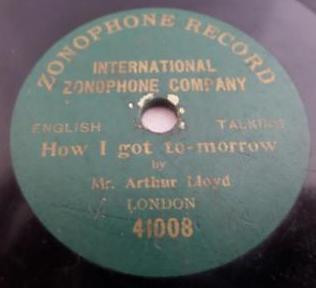 ZONOPHONE RECORD
INTERNATIONAL
ZONOPHONE COMPANY
ENGLISH TALKING
How I got to-morrow
by
Mr. Arthur Lloyd
LONDON
41008